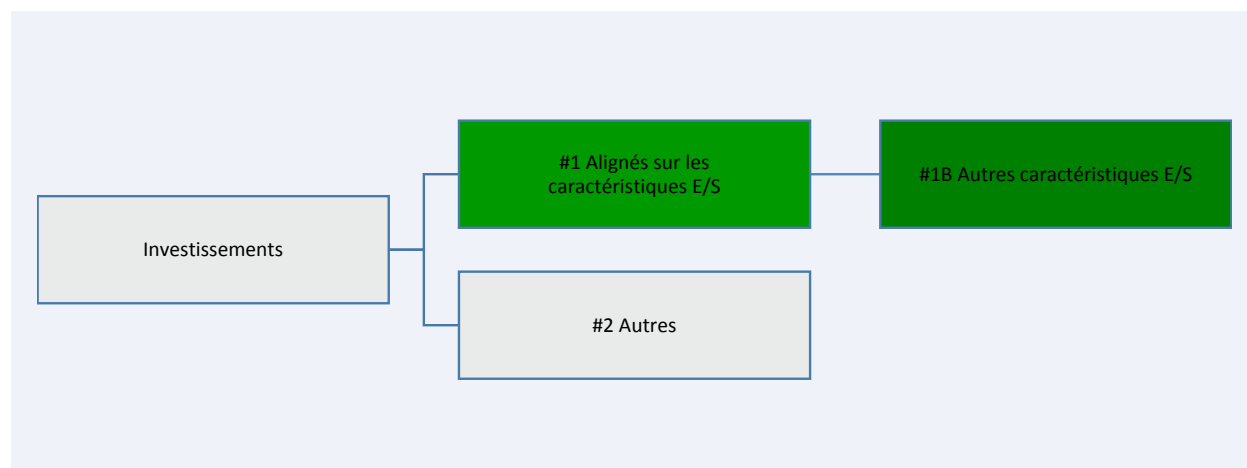 #1 Alignés sur les
caractéristiques E/S
#1B Autres caractéristiques E/S
Investissements
#2 Autres